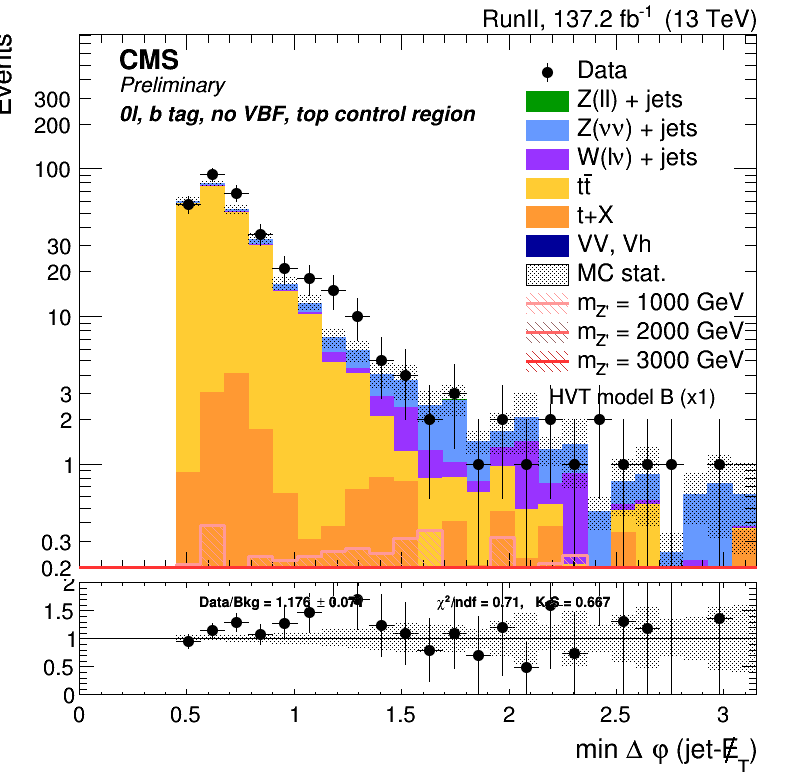 RunII, 137.2 fb⁻¹ (13 TeV)
Events
CMS
Preliminary
0l, b tag, no VBF, top control region
Data
Z(ll) + jets
Z(νν) + jets
W(lν) + jets
tt̄
t+X
VV, Vh
MC stat.
m_Z' = 1000 GeV
m_Z' = 2000 GeV
m_Z' = 3000 GeV
HVT model B (x1)
300
200
100
30
20
10
3
2
1
0.3
0.2
2
1.5
1
0.5
0
Data/Bkg = 1.176 ± 0.071
χ²/ndf = 0.71, K-S = 0.667
0 0.5 1 1.5 2 2.5 3
min Δ φ (jet-E̸_T)